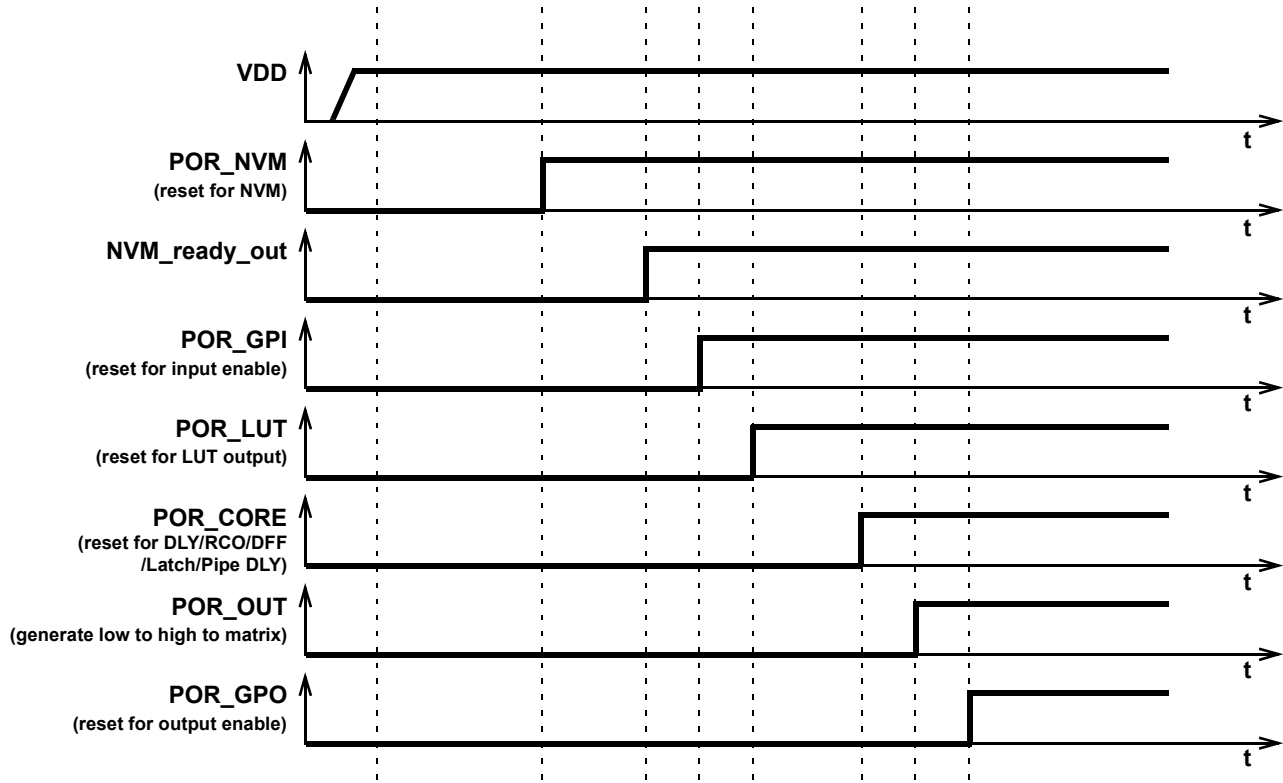 VDD
t
POR_NVM
(reset for NVM)
t
NVM_ready_out
t
POR_GPI
(reset for input enable)
t
POR_LUT
(reset for LUT output)
t
POR_CORE
(reset for DLY/RCO/DFF
/Latch/Pipe DLY)
t
POR_OUT
(generate low to high to matrix)
t
POR_GPO
(reset for output enable)
t